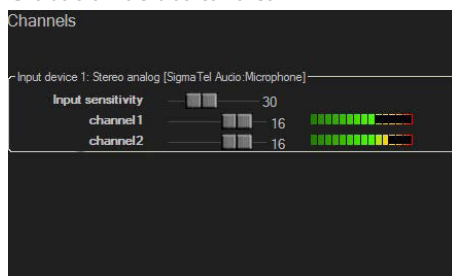 Channels
Input device 1: Stereo analog [SigmaTel Audio:Microphone]
Input sensitivity 30
channel1 16
channel2 16